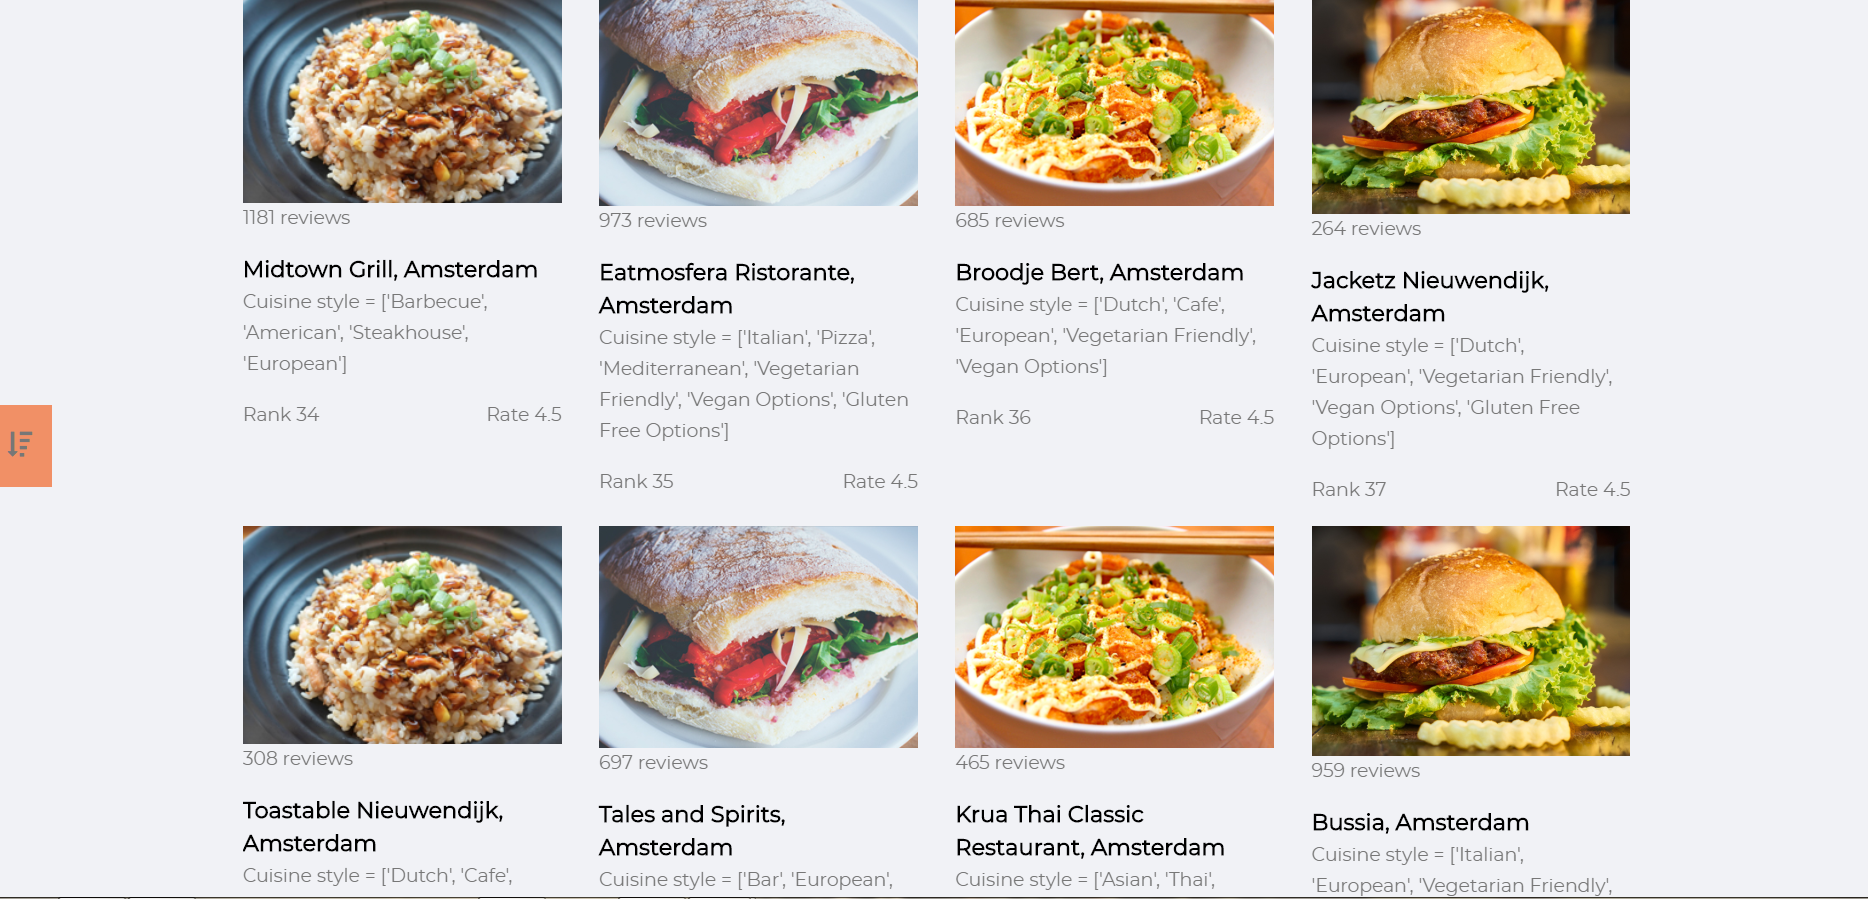 1181 reviews
Midtown Grill, Amsterdam
Cuisine style = ['Barbecue',
'American', 'Steakhouse',
'European']
Rank 34
Rate 4.5
973 reviews
Eatmosfera Ristorante,
Amsterdam
Cuisine style = ['Italian', 'Pizza',
'Mediterranean', 'Vegetarian
Friendly', 'Vegan Options', 'Gluten
Free Options']
Rank 35
Rate 4.5
685 reviews
Broodje Bert, Amsterdam
Cuisine style = ['Dutch', 'Cafe',
'European', 'Vegetarian Friendly',
'Vegan Options']
Rank 36
Rate 4.5
264 reviews
Jacketz Nieuwendijk,
Amsterdam
Cuisine style = ['Dutch',
'European', 'Vegetarian Friendly',
'Vegan Options', 'Gluten Free
Options']
Rank 37
Rate 4.5
308 reviews
Toastable Nieuwendijk,
Amsterdam
Cuisine style = ['Dutch', 'Cafe',
697 reviews
Tales and Spirits,
Amsterdam
Cuisine style = ['Bar', 'European',
465 reviews
Krua Thai Classic
Restaurant, Amsterdam
Cuisine style = ['Asian', 'Thai',
959 reviews
Bussia, Amsterdam
Cuisine style = ['Italian',
'European', 'Vegetarian Friendly',